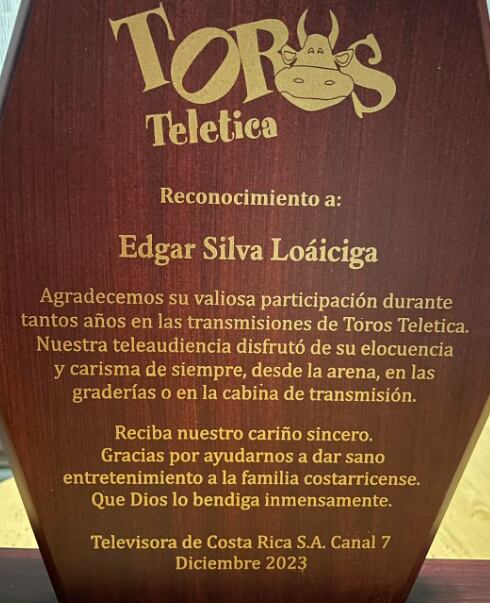 TOROS
Teletica
Reconocimiento a:
Edgar Silva Loáiciga
Agradecemos su valiosa participación durante
tantos años en las transmisiones de Toros Teletica.
Nuestra teleaudiencia disfrutó de su elocuencia
y carisma de siempre, desde la arena, en las
graderías o en la cabina de transmisión.
Reciba nuestro cariño sincero.
Gracias por ayudarnos a dar sano
entretenimiento a la familia costarricense.
Que Dios lo bendiga inmensamente.
Televisora de Costa Rica S.A. Canal 7
Diciembre 2023